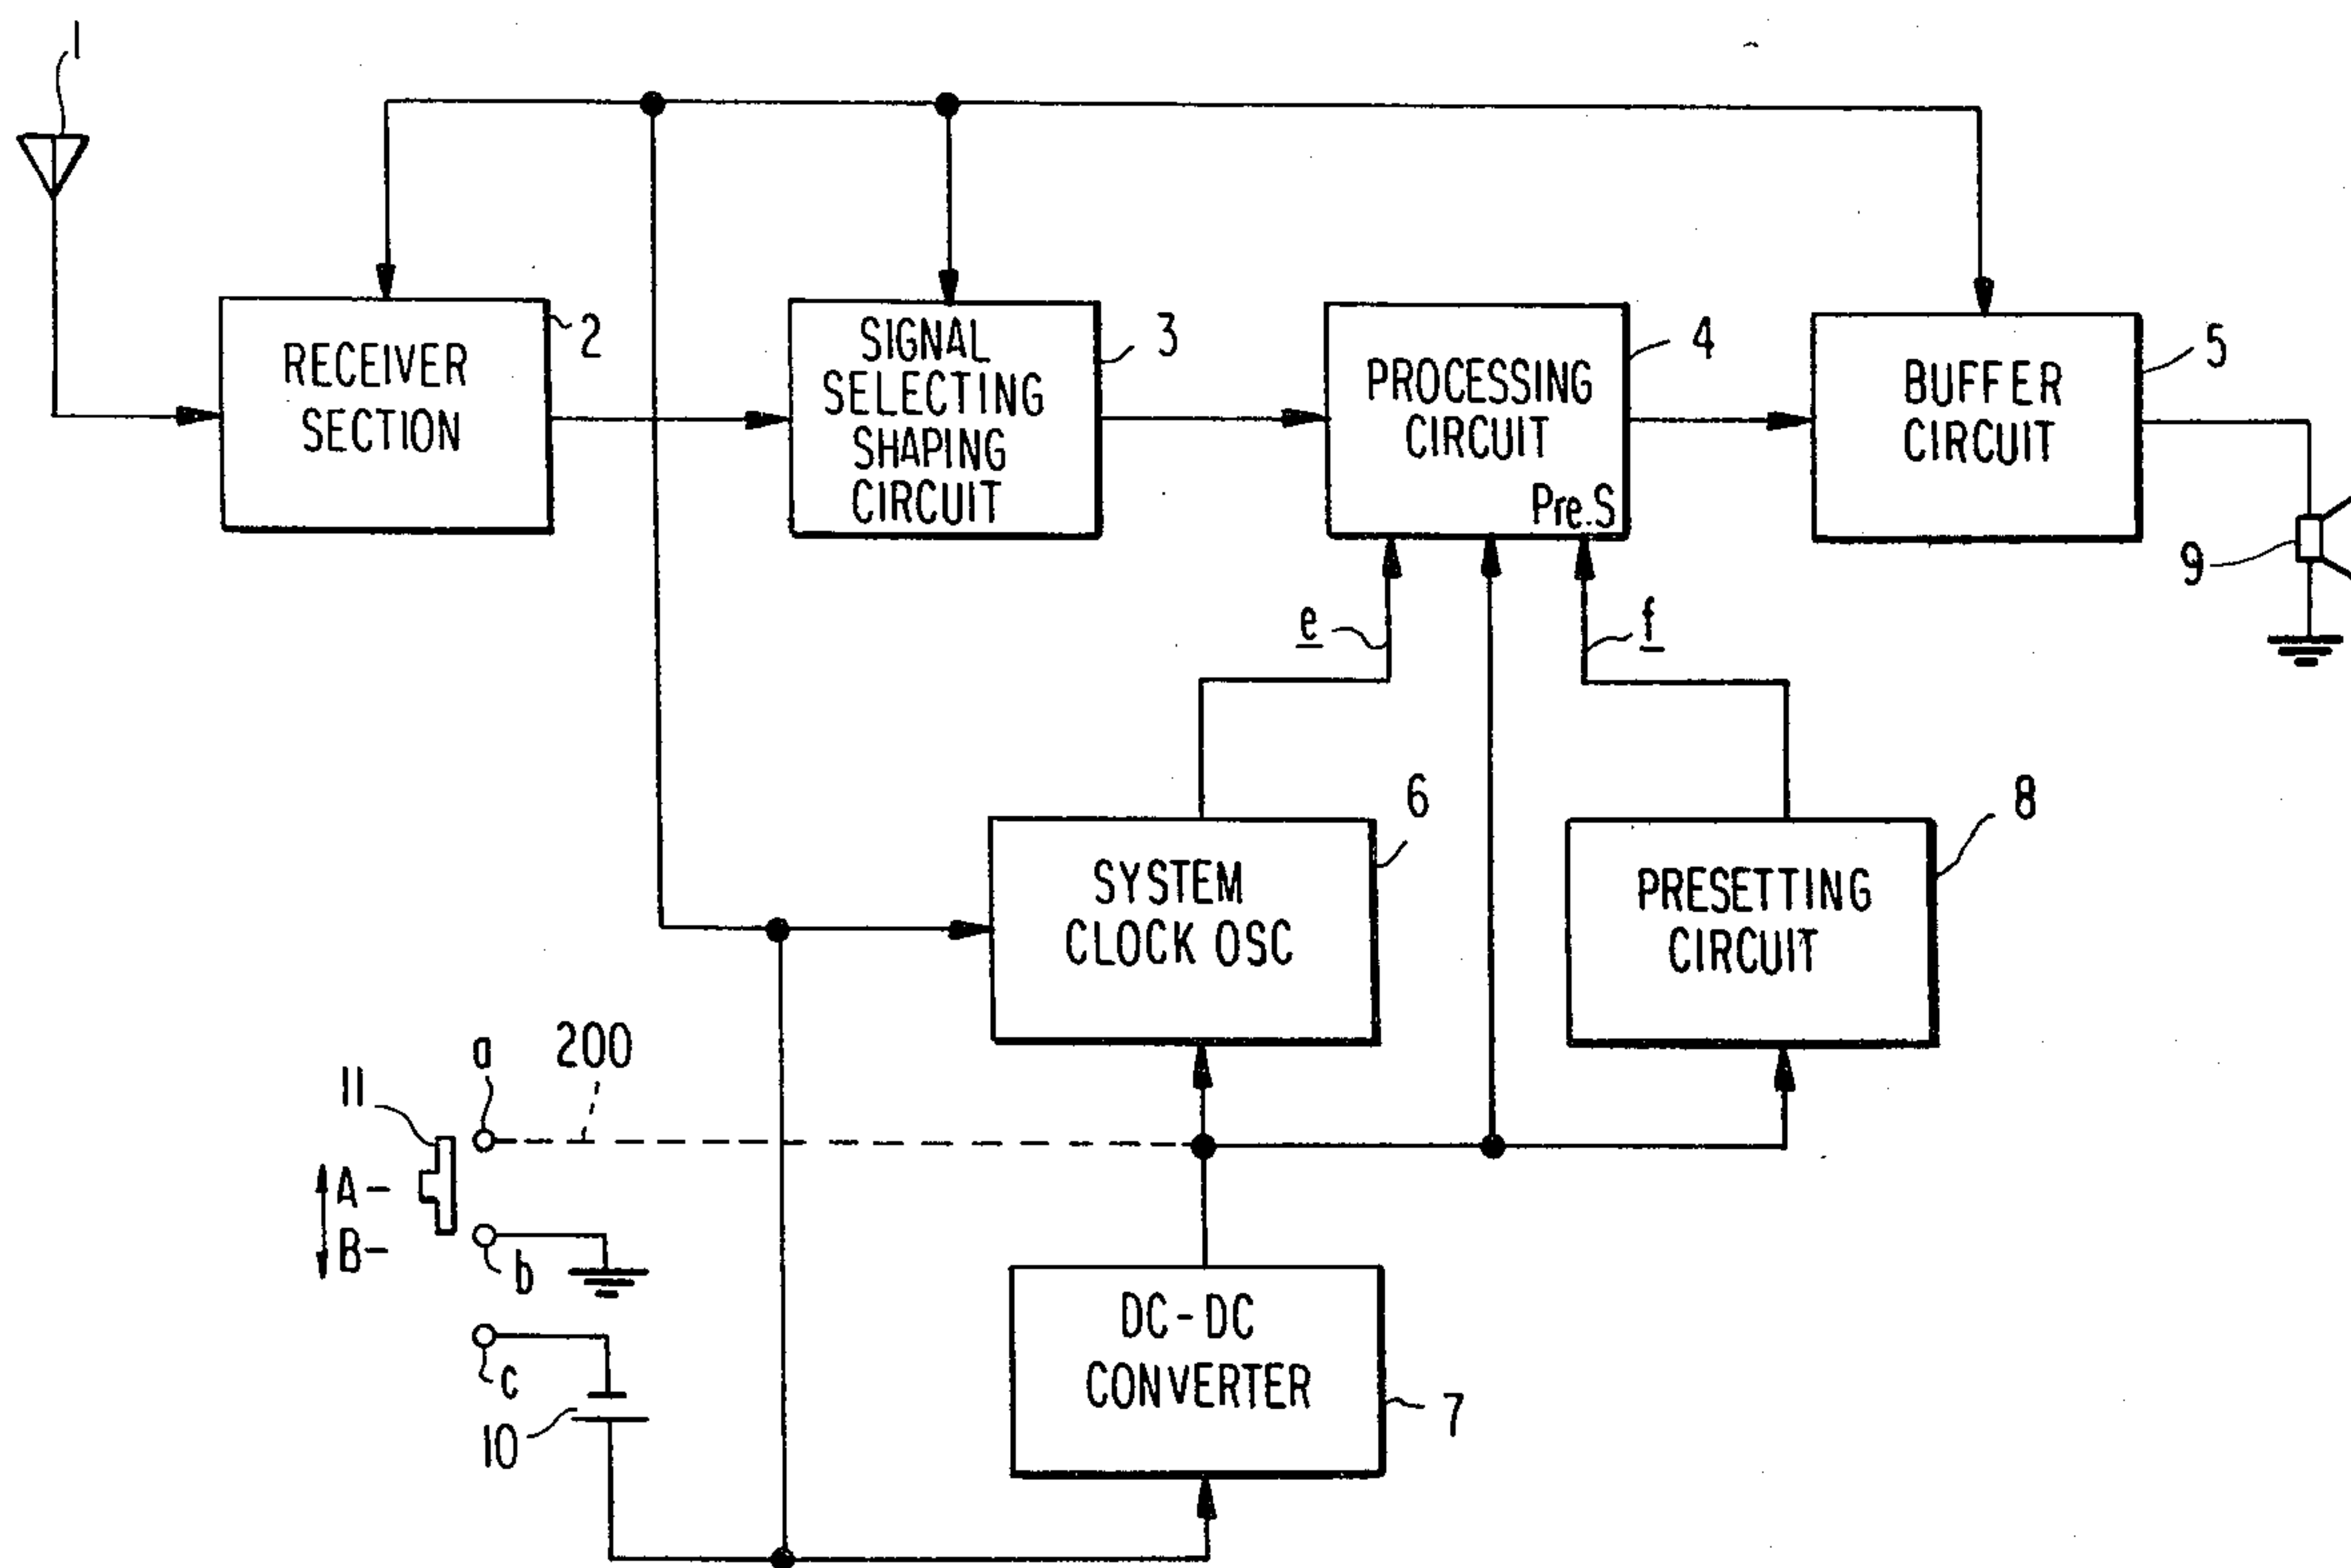 1
RECEIVER
SECTION
2
SIGNAL
SELECTING
SHAPING
CIRCUIT
3
PROCESSING
CIRCUIT
Pre.S
4
BUFFER
CIRCUIT
5
9
e
f
SYSTEM
CLOCK OSC
6
PRESETTING
CIRCUIT
8
11
a
200
A-
B-
b
c
10
DC-DC
CONVERTER
7